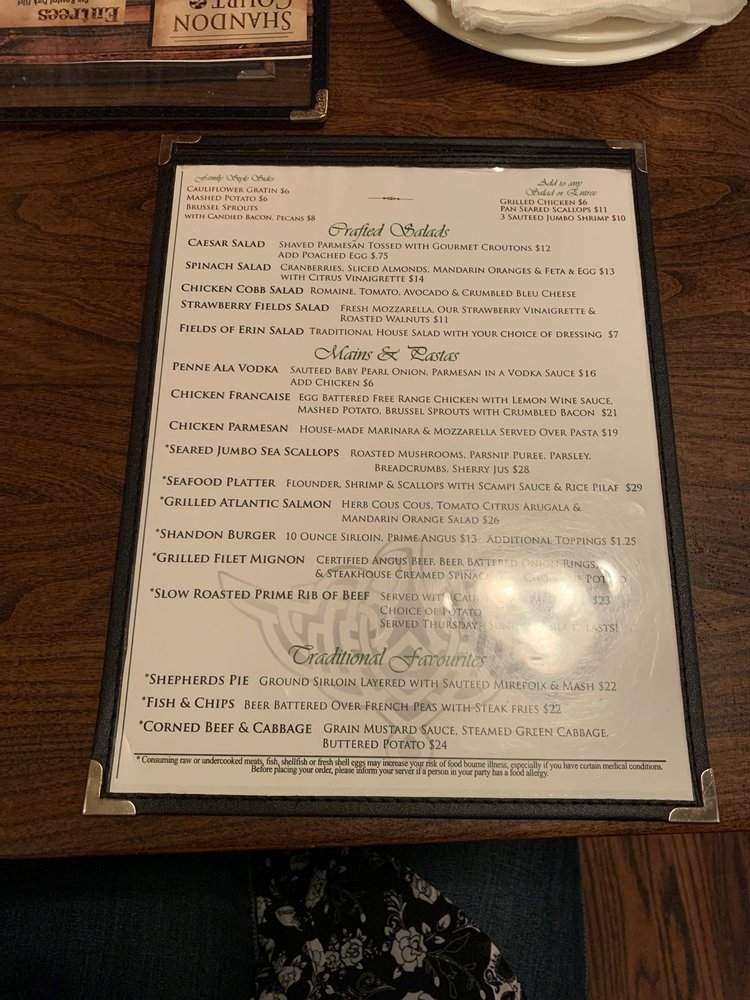 SHANDON
COURT
Entrees
Family Style Sides
Cauliflower Gratin $6
Mashed Potato $6
Brussel Sprouts
with Candied Bacon, Pecans $8
Add to any
Salad or Entree
Grilled Chicken $6
Pan Seared Scallops $11
3 Sauteed Jumbo Shrimp $10
Crafted Salads
Caesar Salad Shaved Parmesan Tossed with Gourmet Croutons $12
Add Poached Egg $.75
Spinach Salad Cranberries, Sliced Almonds, Mandarin Oranges & Feta & Egg $13
with Citrus Vinaigrette $14
Chicken Cobb Salad Romaine, Tomato, Avocado & Crumbled Bleu Cheese
Strawberry Fields Salad Fresh Mozzarella, Our Strawberry Vinaigrette &
Roasted Walnuts $11
Fields of Erin Salad Traditional House Salad with your choice of dressing $7
Mains & Pastas
Penne Ala Vodka Sauteed Baby Pearl Onion, Parmesan in a Vodka Sauce $16
Add Chicken $6
Chicken Francaise Egg Battered Free Range Chicken with Lemon Wine Sauce,
Mashed Potato, Brussel Sprouts with Crumbled Bacon $21
Chicken Parmesan House-made Marinara & Mozzarella Served Over Pasta $19
*Seared Jumbo Sea Scallops Roasted Mushrooms, Parsnip Puree, Parsley,
Breadcrumbs, Sherry Jus $28
*Seafood Platter Flounder, Shrimp & Scallops with Scampi Sauce & Rice Pilaf $29
*Grilled Atlantic Salmon Herb Cous Cous, Tomato Citrus Arugala &
Mandarin Orange Salad $26
*Shandon Burger 10 Ounce Sirloin, Prime Angus $13 Additional Toppings $1.25
*Grilled Filet Mignon Certified Angus Beef, Beer Battered Onion Rings,
& Steakhouse Creamed Spinach Potato
*Slow Roasted Prime Rib of Beef Served with $23
Choice of Potato
Served Thursday Lasts!
Traditional Favourites
*Shepherds Pie Ground Sirloin Layered with Sauteed Mirepoix & Mash $22
*Fish & Chips Beer Battered Over French Peas with Steak Fries $22
*Corned Beef & Cabbage Grain Mustard Sauce, Steamed Green Cabbage,
Buttered Potato $24
* Consuming raw or undercooked meats, fish, shellfish or fresh shell eggs may increase your risk of food bourne illness, especially if you have certain medical conditions.
Before placing your order, please inform your server if a person in your party has a food allergy.